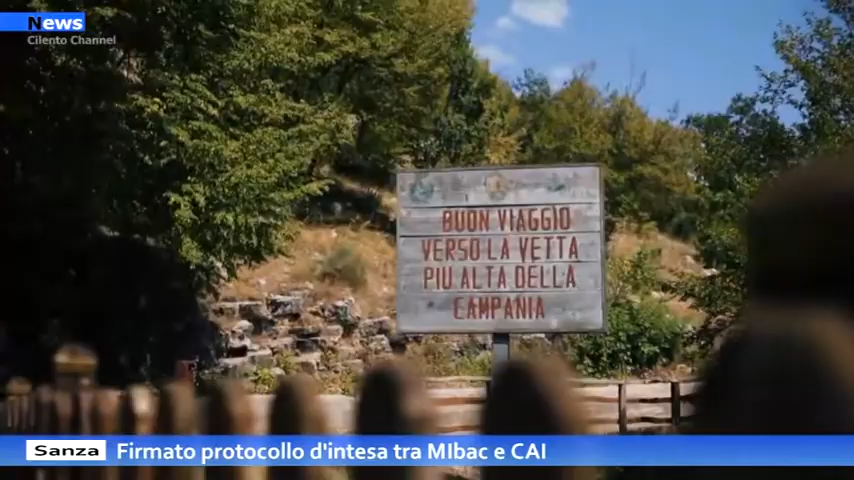 News
Cilento Channel
BUON VIAGGIO
VERSO LA VETTA
PIU ALTA DELLA
CAMPANIA
Sanza Firmato protocollo d'intesa tra MIbac e CAI